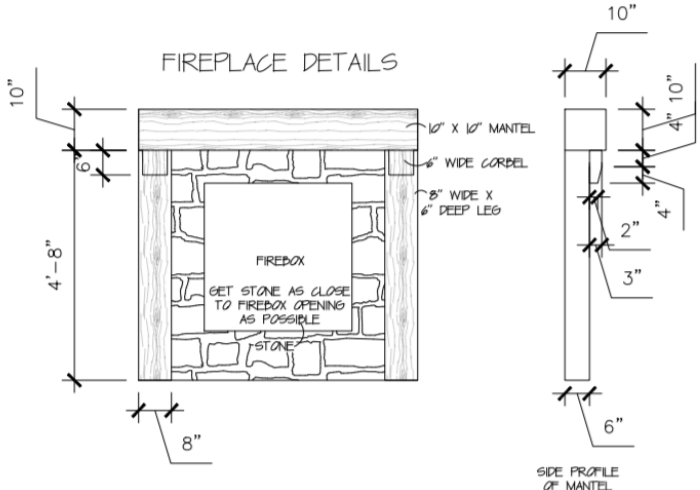 10"
FIREPLACE DETAILS
10"
10" X 10" MANTEL
4" 10"
6"
6" WIDE CORBEL
8" WIDE X
6" DEEP LEG
4"
2"
4'-8"
FIREBOX
3"
GET STONE AS CLOSE
TO FIREBOX OPENING
AS POSSIBLE
STONE
8"
6"
SIDE PROFILE
OF MANTEL